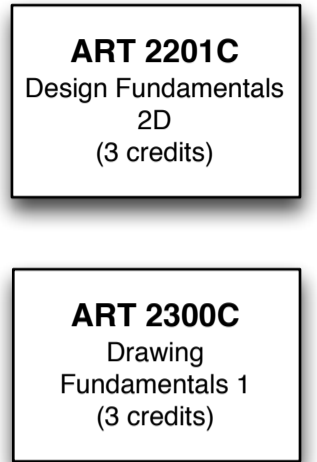 ART 2201C
Design Fundamentals
2D
(3 credits)
ART 2300C
Drawing
Fundamentals 1
(3 credits)